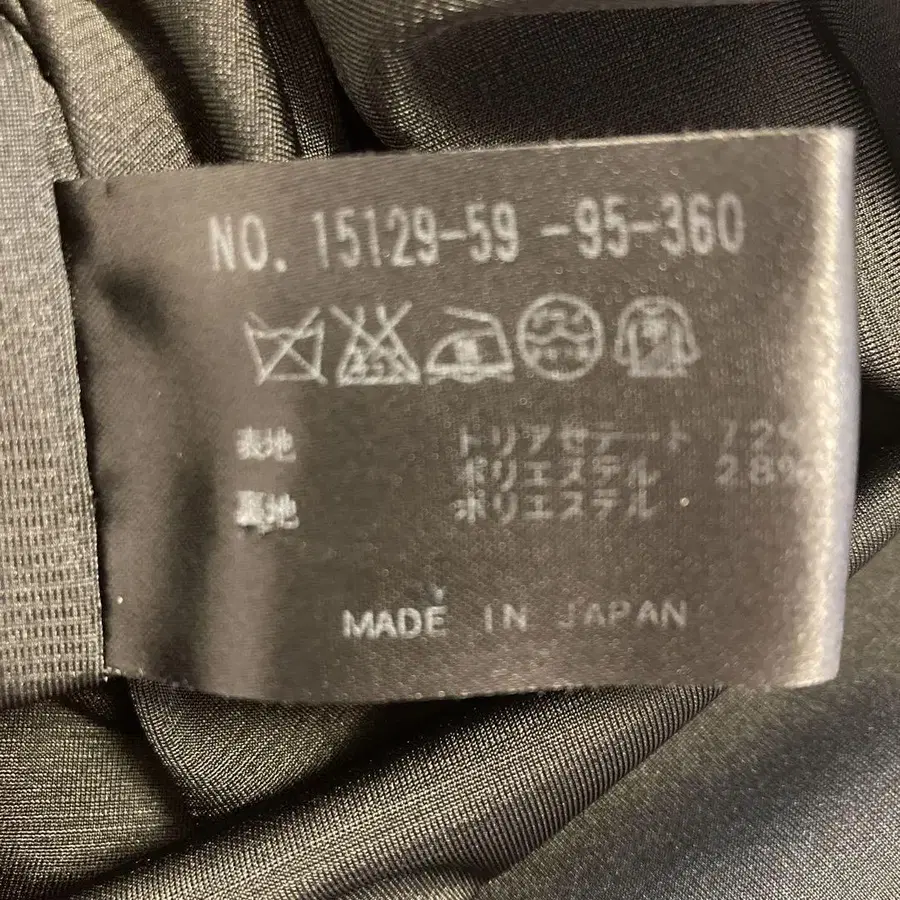 NO. 15129-59 -95-360
表地 トリアセテート 72%
ポリエステル 28%
裏地 ポリエステル
MADE IN JAPAN